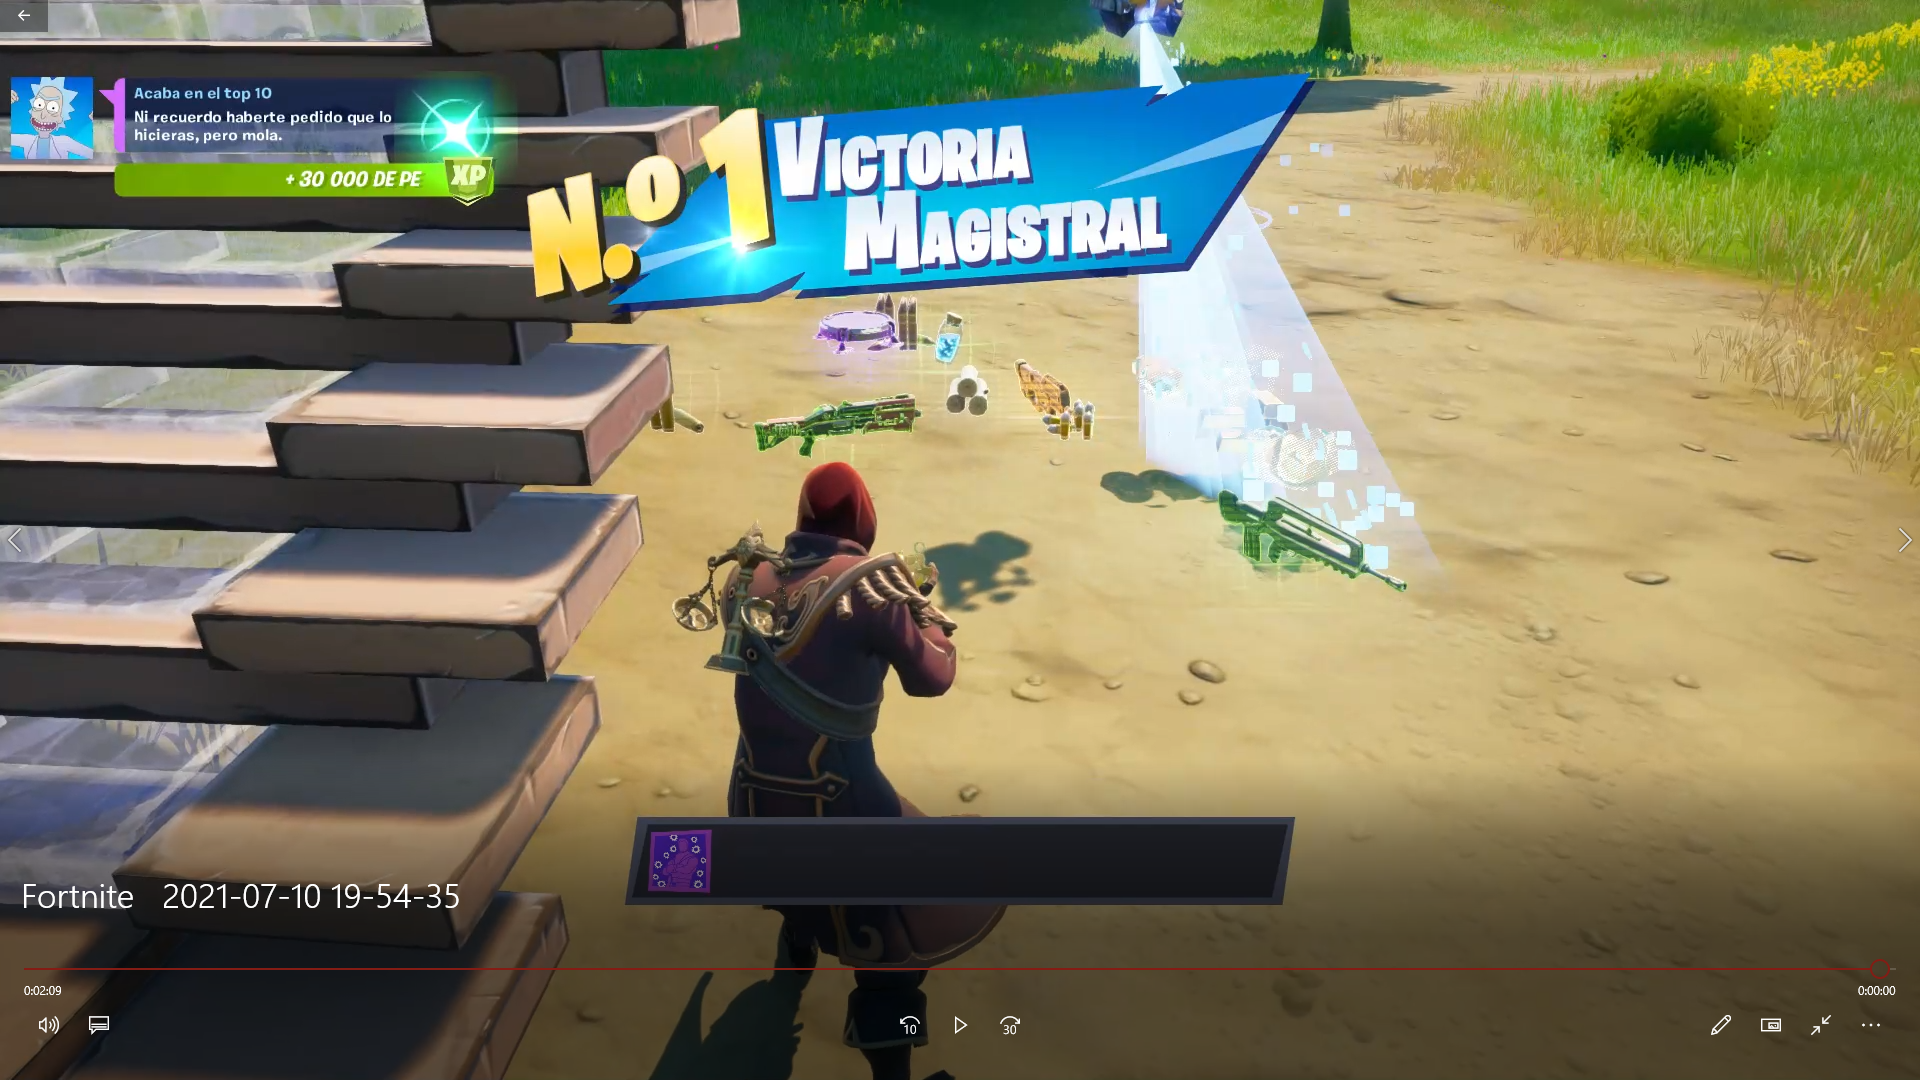 Acaba en el top 10
Ni recuerdo haberte pedido que lo
hicieras, pero mola.
+30 000 DE PE
XP
N.º 1
VICTORIA
MAGISTRAL
Fortnite 2021-07-10 19-54-35
0:02:09
0:00:00
10
30